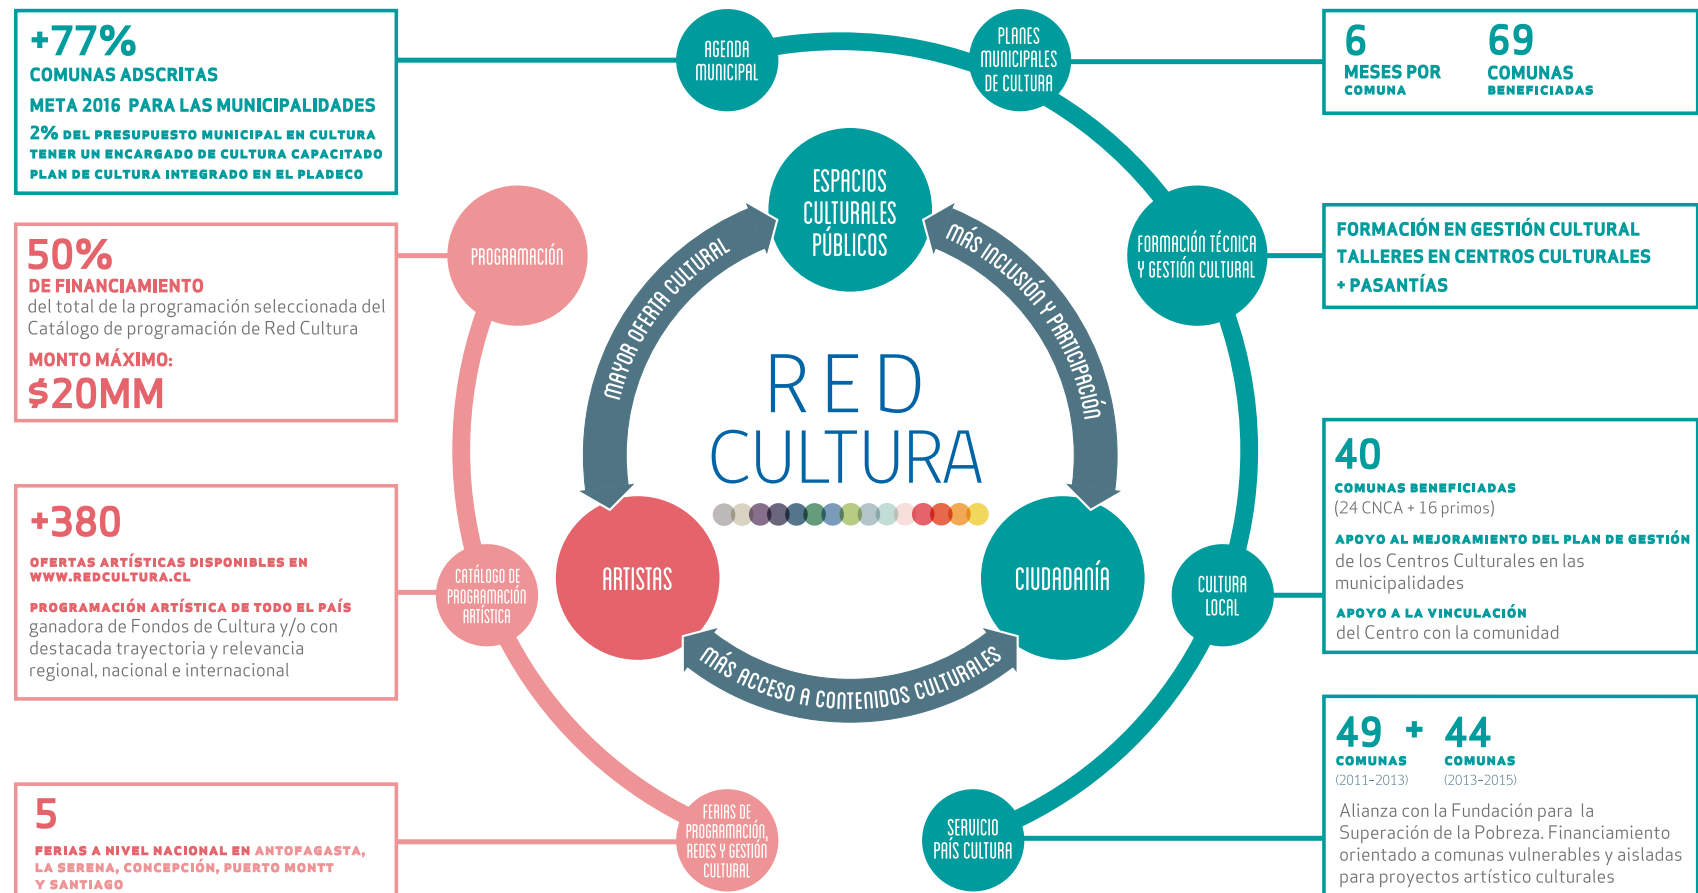 +77%
COMUNAS ADSCRITAS
META 2016 PARA LAS MUNICIPALIDADES
2% DEL PRESUPUESTO MUNICIPAL EN CULTURA
TENER UN ENCARGADO DE CULTURA CAPACITADO
PLAN DE CULTURA INTEGRADO EN EL PLADECO
AGENDA
MUNICIPAL
PLANES
MUNICIPALES
DE CULTURA
6
MESES POR
COMUNA
69
COMUNAS
BENEFICIADAS
50%
DE FINANCIAMIENTO
del total de la programación seleccionada del
Catálogo de programación de Red Cultura
MONTO MÁXIMO:
$20MM
PROGRAMACIÓN
ESPACIOS
CULTURALES
PÚBLICOS
FORMACIÓN TÉCNICA
Y GESTIÓN CULTURAL
FORMACIÓN EN GESTIÓN CULTURAL
TALLERES EN CENTROS CULTURALES
+ PASANTÍAS
MAYOR OFERTA CULTURAL
MÁS INCLUSIÓN Y PARTICIPACIÓN
RED
CULTURA
+380
OFERTAS ARTÍSTICAS DISPONIBLES EN
WWW.REDCULTURA.CL
PROGRAMACIÓN ARTÍSTICA DE TODO EL PAÍS
ganadora de Fondos de Cultura y/o con
destacada trayectoria y relevancia
regional, nacional e internacional
CATÁLOGO DE
PROGRAMACIÓN
ARTÍSTICA
ARTISTAS
CIUDADANÍA
CULTURA
LOCAL
40
COMUNAS BENEFICIADAS
(24 CNCA + 16 primos)
APOYO AL MEJORAMIENTO DEL PLAN DE GESTIÓN
de los Centros Culturales en las
municipalidades
APOYO A LA VINCULACIÓN
del Centro con la comunidad
MÁS ACCESO A CONTENIDOS CULTURALES
5
FERIAS A NIVEL NACIONAL EN ANTOFAGASTA,
LA SERENA, CONCEPCIÓN, PUERTO MONTT
Y SANTIAGO
FERIAS DE
PROGRAMACIÓN,
REDES Y GESTIÓN
CULTURAL
SERVICIO
PAÍS CULTURA
49 + 44
COMUNAS COMUNAS
(2011-2013) (2013-2015)
Alianza con la Fundación para la
Superación de la Pobreza. Financiamiento
orientado a comunas vulnerables y aisladas
para proyectos artístico culturales